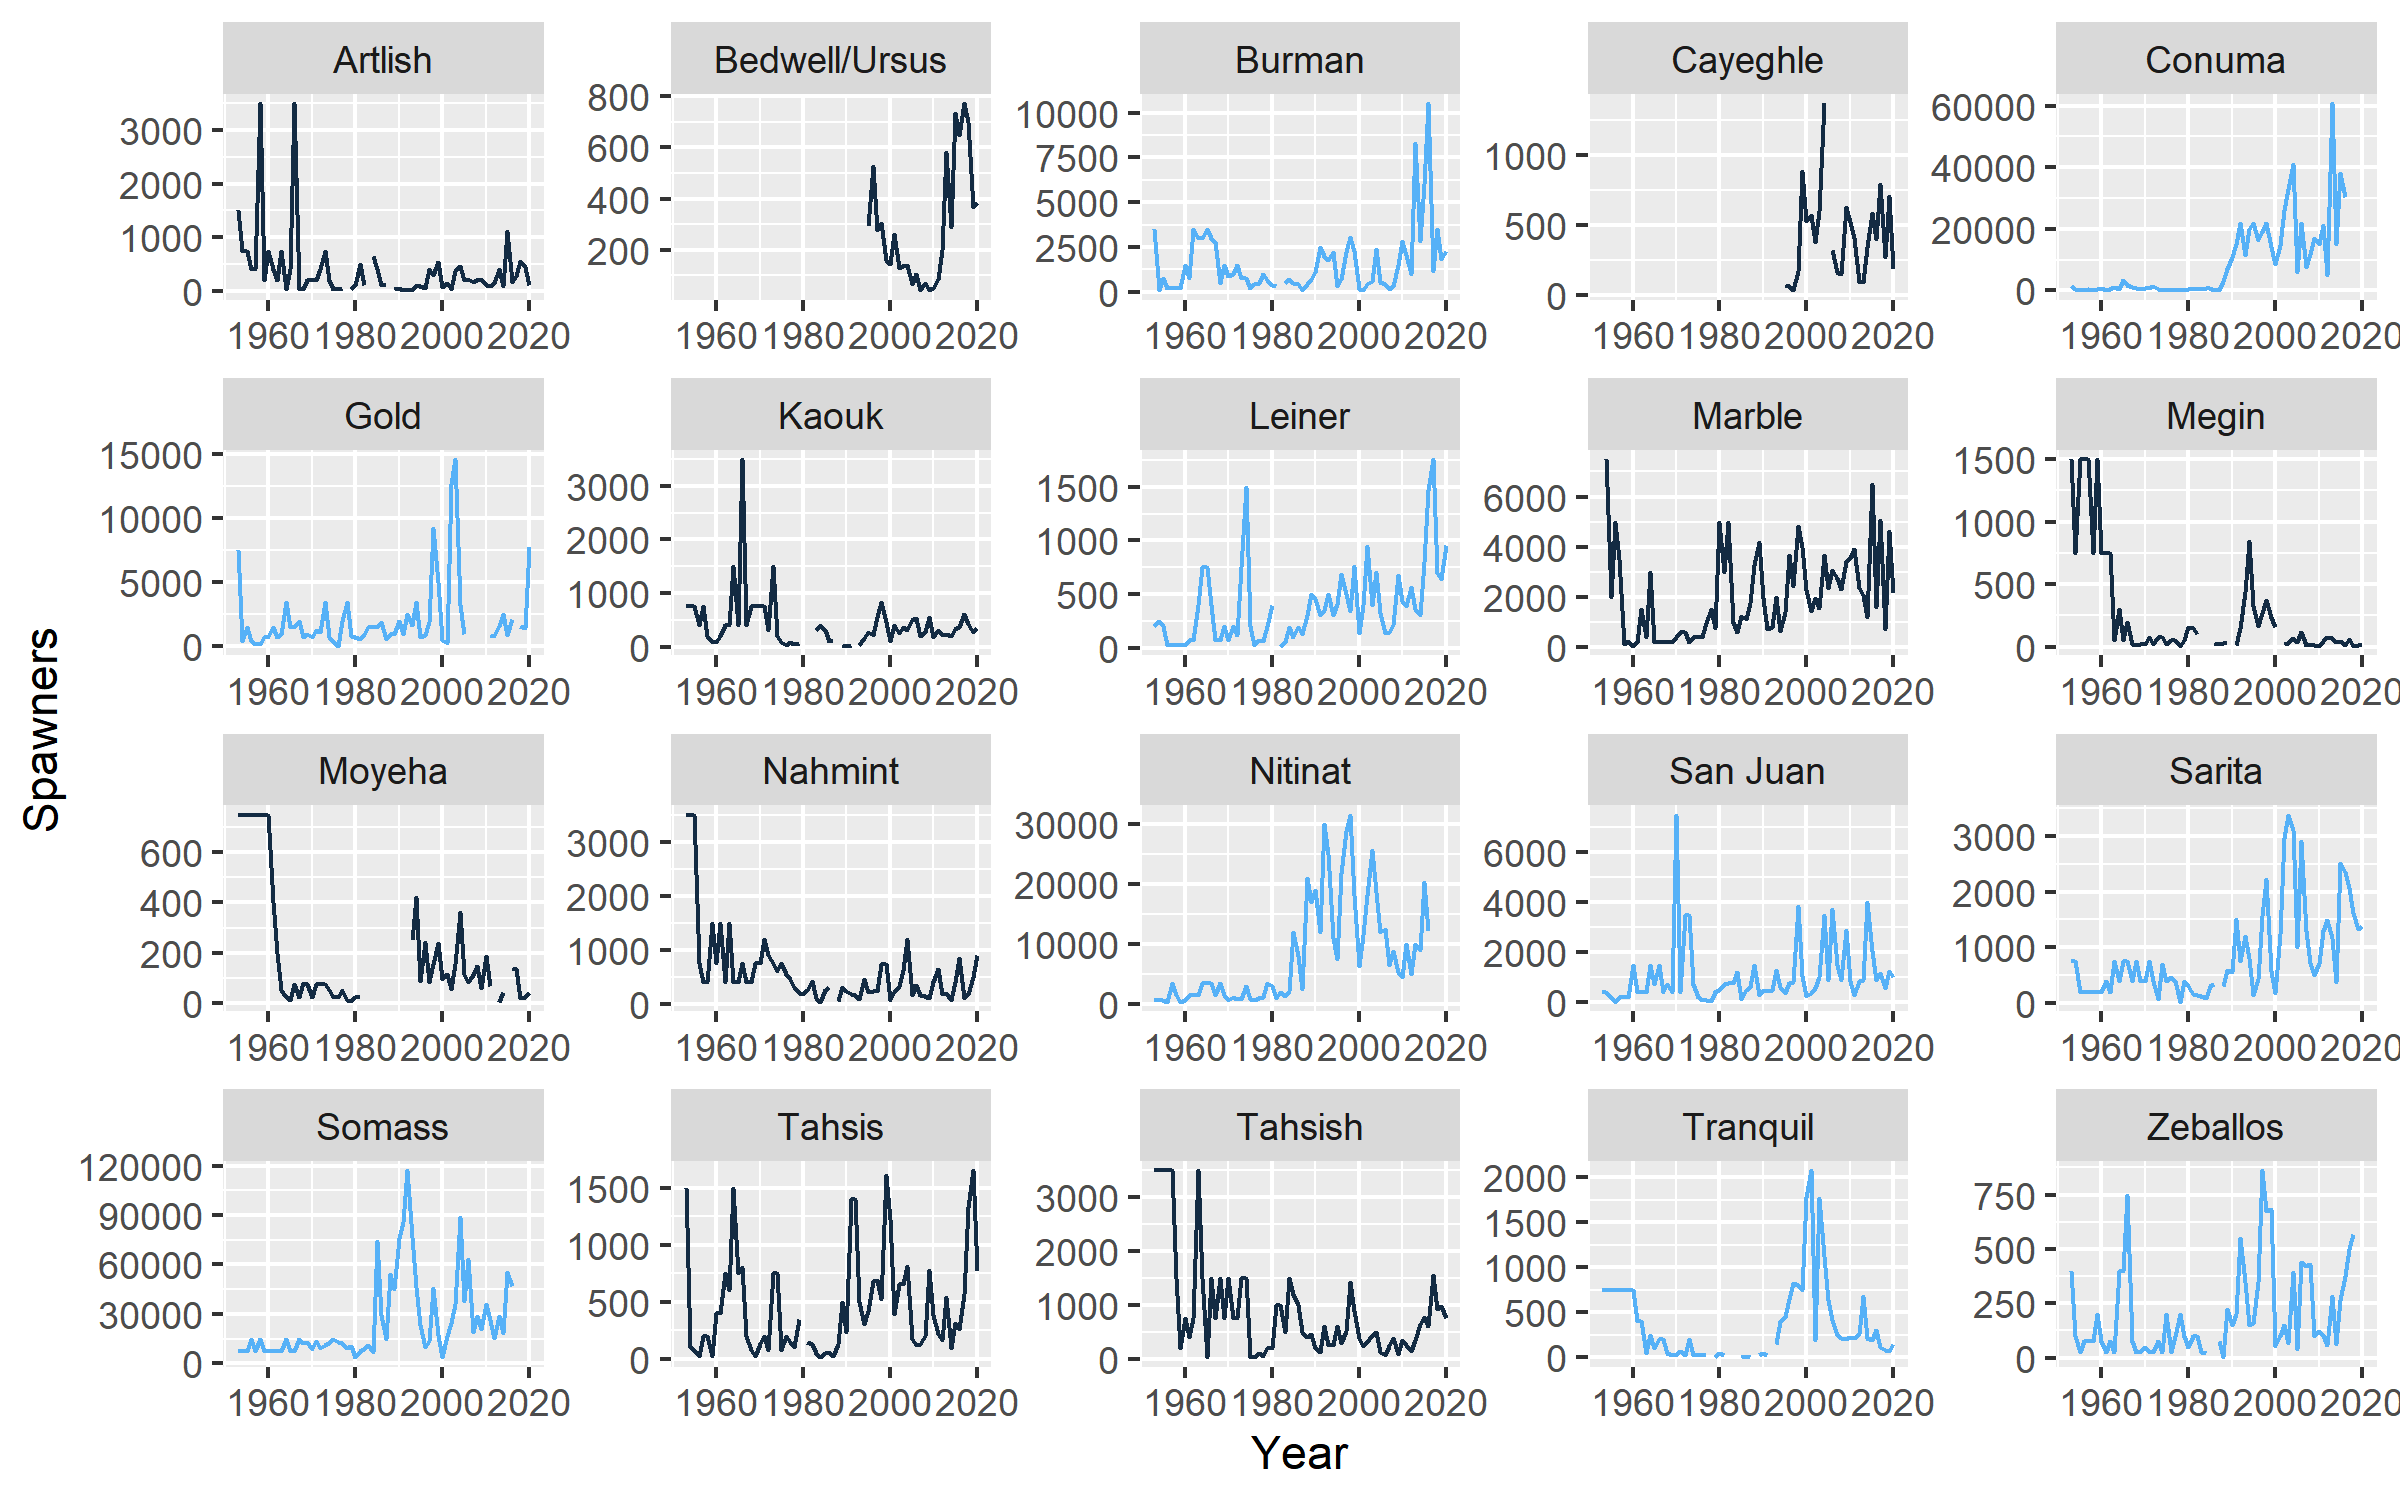 Artlish Bedwell/Ursus Burman Cayeghle Conuma
3000 2000 1000 0
800 600 400 200
10000 7500 5000 2500 0
1000 500 0
60000 40000 20000 0
1960 1980 2000 2020 1960 1980 2000 2020 1960 1980 2000 2020 1960 1980 2000 2020 1960 1980 2000 2020
Gold Kaouk Leiner Marble Megin
15000 10000 5000 0
3000 2000 1000 0
1500 1000 500 0
6000 4000 2000 0
1500 1000 500 0
1960 1980 2000 2020 1960 1980 2000 2020 1960 1980 2000 2020 1960 1980 2000 2020 1960 1980 2000 2020
Spawners
Moyeha Nahmint Nitinat San Juan Sarita
600 400 200 0
3000 2000 1000 0
30000 20000 10000 0
6000 4000 2000 0
3000 2000 1000 0
1960 1980 2000 2020 1960 1980 2000 2020 1960 1980 2000 2020 1960 1980 2000 2020 1960 1980 2000 2020
Somass Tahsis Tahsish Tranquil Zeballos
120000 90000 60000 30000 0
1500 1000 500 0
3000 2000 1000 0
2000 1500 1000 500 0
750 500 250 0
1960 1980 2000 2020 1960 1980 2000 2020 1960 1980 2000 2020 1960 1980 2000 2020 1960 1980 2000 2020
Year